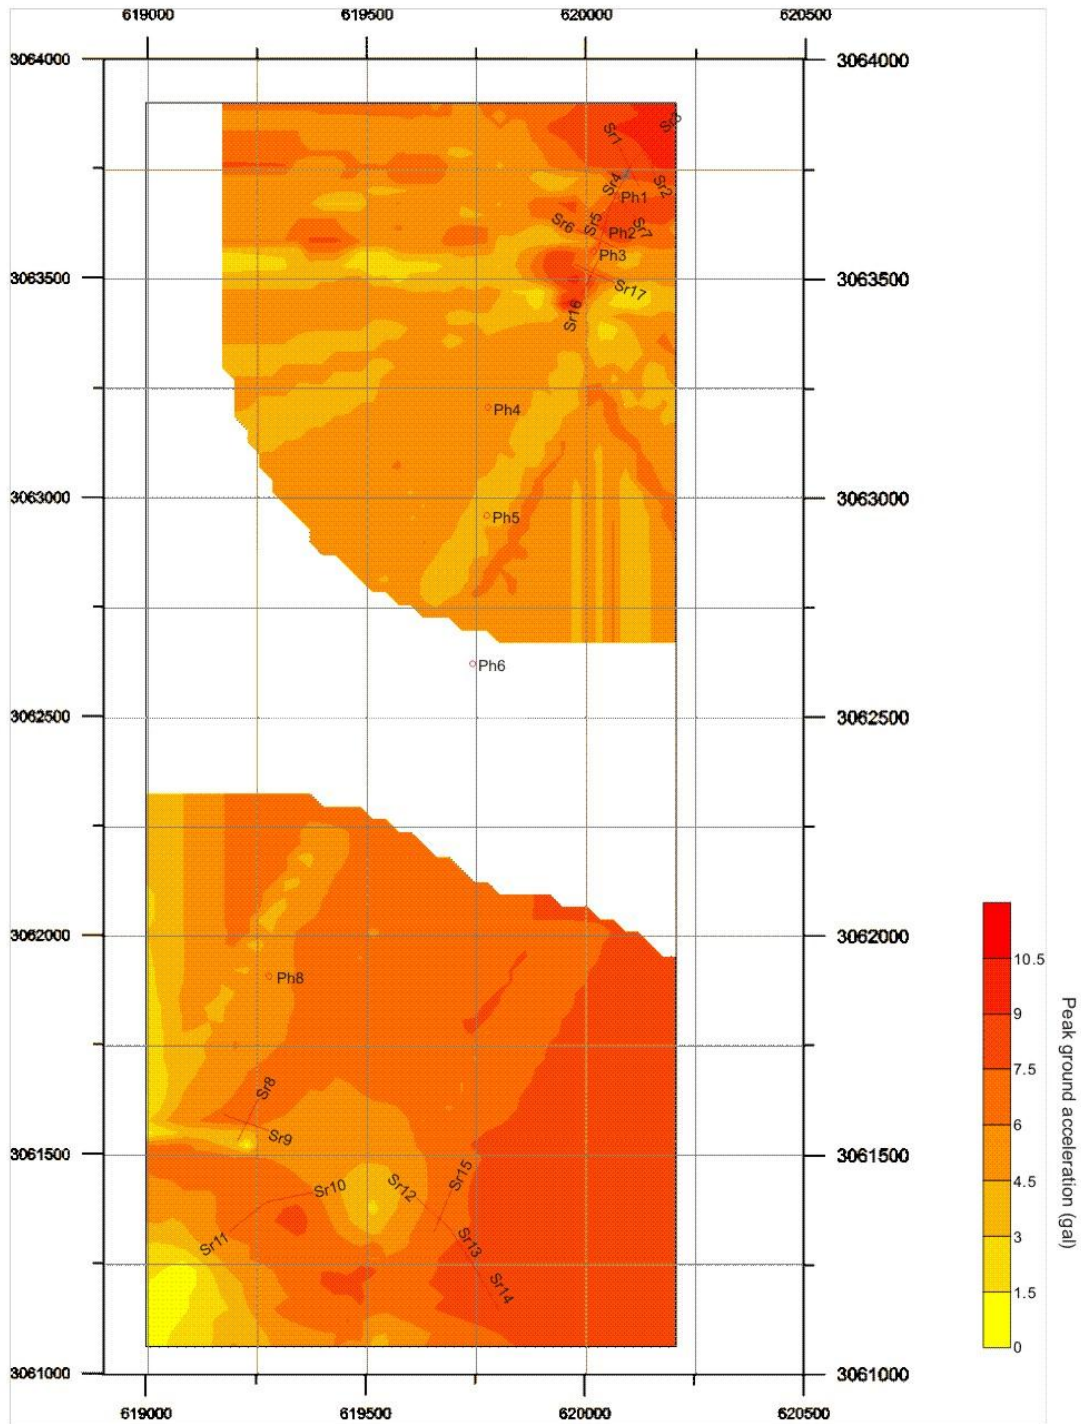 619000 619500 620000 620500
3064000 3064000
Sr3
Sr1
Sr4
Sr2
Ph1
Sr5
Sr6
Sr7
Ph2
Ph3
3063500 3063500
Sr17
Sr16
Ph4
3063000 3063000
Ph5
Ph6
3062500 3062500
3062000 3062000
Ph8
10.5
9
7.5
6
4.5
3
1.5
0
Peak ground acceleration (gal)
Sr8
Sr9
3061500 3061500
Sr15
Sr10
Sr12
Sr11
Sr13
Sr14
3061000 3061000
619000 619500 620000 620500